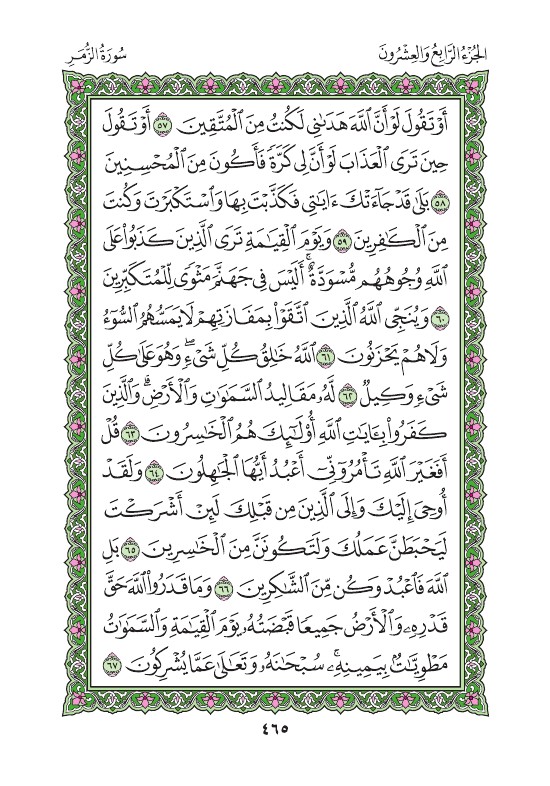 الجُزْءُ الرَّابِعُ وَالعِشْرُونَ
سُورَةُ الزُّمَرِ
أَوْ تَقُولَ لَوْ أَنَّ ٱللَّهَ هَدَىٰنِي لَكُنتُ مِنَ ٱلْمُتَّقِينَ ٥٧ أَوْ تَقُولَ
حِينَ تَرَى ٱلْعَذَابَ لَوْ أَنَّ لِي كَرَّةً فَأَكُونَ مِنَ ٱلْمُحْسِنِينَ
٥٨ بَلَىٰ قَدْ جَآءَتْكَ ءَايَٰتِي فَكَذَّبْتَ بِهَا وَٱسْتَكْبَرْتَ وَكُنتَ
مِنَ ٱلْكَٰفِرِينَ ٥٩ وَيَوْمَ ٱلْقِيَٰمَةِ تَرَى ٱلَّذِينَ كَذَبُوا۟ عَلَى
ٱللَّهِ وُجُوهُهُم مُّسْوَدَّةٌ ۚ أَلَيْسَ فِي جَهَنَّمَ مَثْوًى لِّلْمُتَكَبِّرِينَ
٦٠ وَيُنَجِّي ٱللَّهُ ٱلَّذِينَ ٱتَّقَوْا۟ بِمَفَازَتِهِمْ لَا يَمَسُّهُمُ ٱلسُّوٓءُ
وَلَا هُمْ يَحْزَنُونَ ٦١ ٱللَّهُ خَٰلِقُ كُلِّ شَيْءٍ ۖ وَهُوَ عَلَىٰ كُلِّ
شَيْءٍ وَكِيلٌ ٦٢ لَّهُۥ مَقَالِيدُ ٱلسَّمَٰوَٰتِ وَٱلْأَرْضِ ۗ وَٱلَّذِينَ
كَفَرُوا۟ بِـَٔايَٰتِ ٱللَّهِ أُو۟لَٰٓئِكَ هُمُ ٱلْخَٰسِرُونَ ٦٣ قُلْ
أَفَغَيْرَ ٱللَّهِ تَأْمُرُوٓنِّيٓ أَعْبُدُ أَيُّهَا ٱلْجَٰهِلُونَ ٦٤ وَلَقَدْ
أُوحِيَ إِلَيْكَ وَإِلَى ٱلَّذِينَ مِن قَبْلِكَ لَئِنْ أَشْرَكْتَ
لَيَحْبَطَنَّ عَمَلُكَ وَلَتَكُونَنَّ مِنَ ٱلْخَٰسِرِينَ ٦٥ بَلِ
ٱللَّهَ فَٱعْبُدْ وَكُن مِّنَ ٱلشَّٰكِرِينَ ٦٦ وَمَا قَدَرُوا۟ ٱللَّهَ حَقَّ
قَدْرِهِۦ وَٱلْأَرْضُ جَمِيعًا قَبْضَتُهُۥ يَوْمَ ٱلْقِيَٰمَةِ وَٱلسَّمَٰوَٰتُ
مَطْوِيَّٰتٌۢ بِيَمِينِهِۦ ۚ سُبْحَٰنَهُۥ وَتَعَٰلَىٰ عَمَّا يُشْرِكُونَ ٦٧
٤٦٥